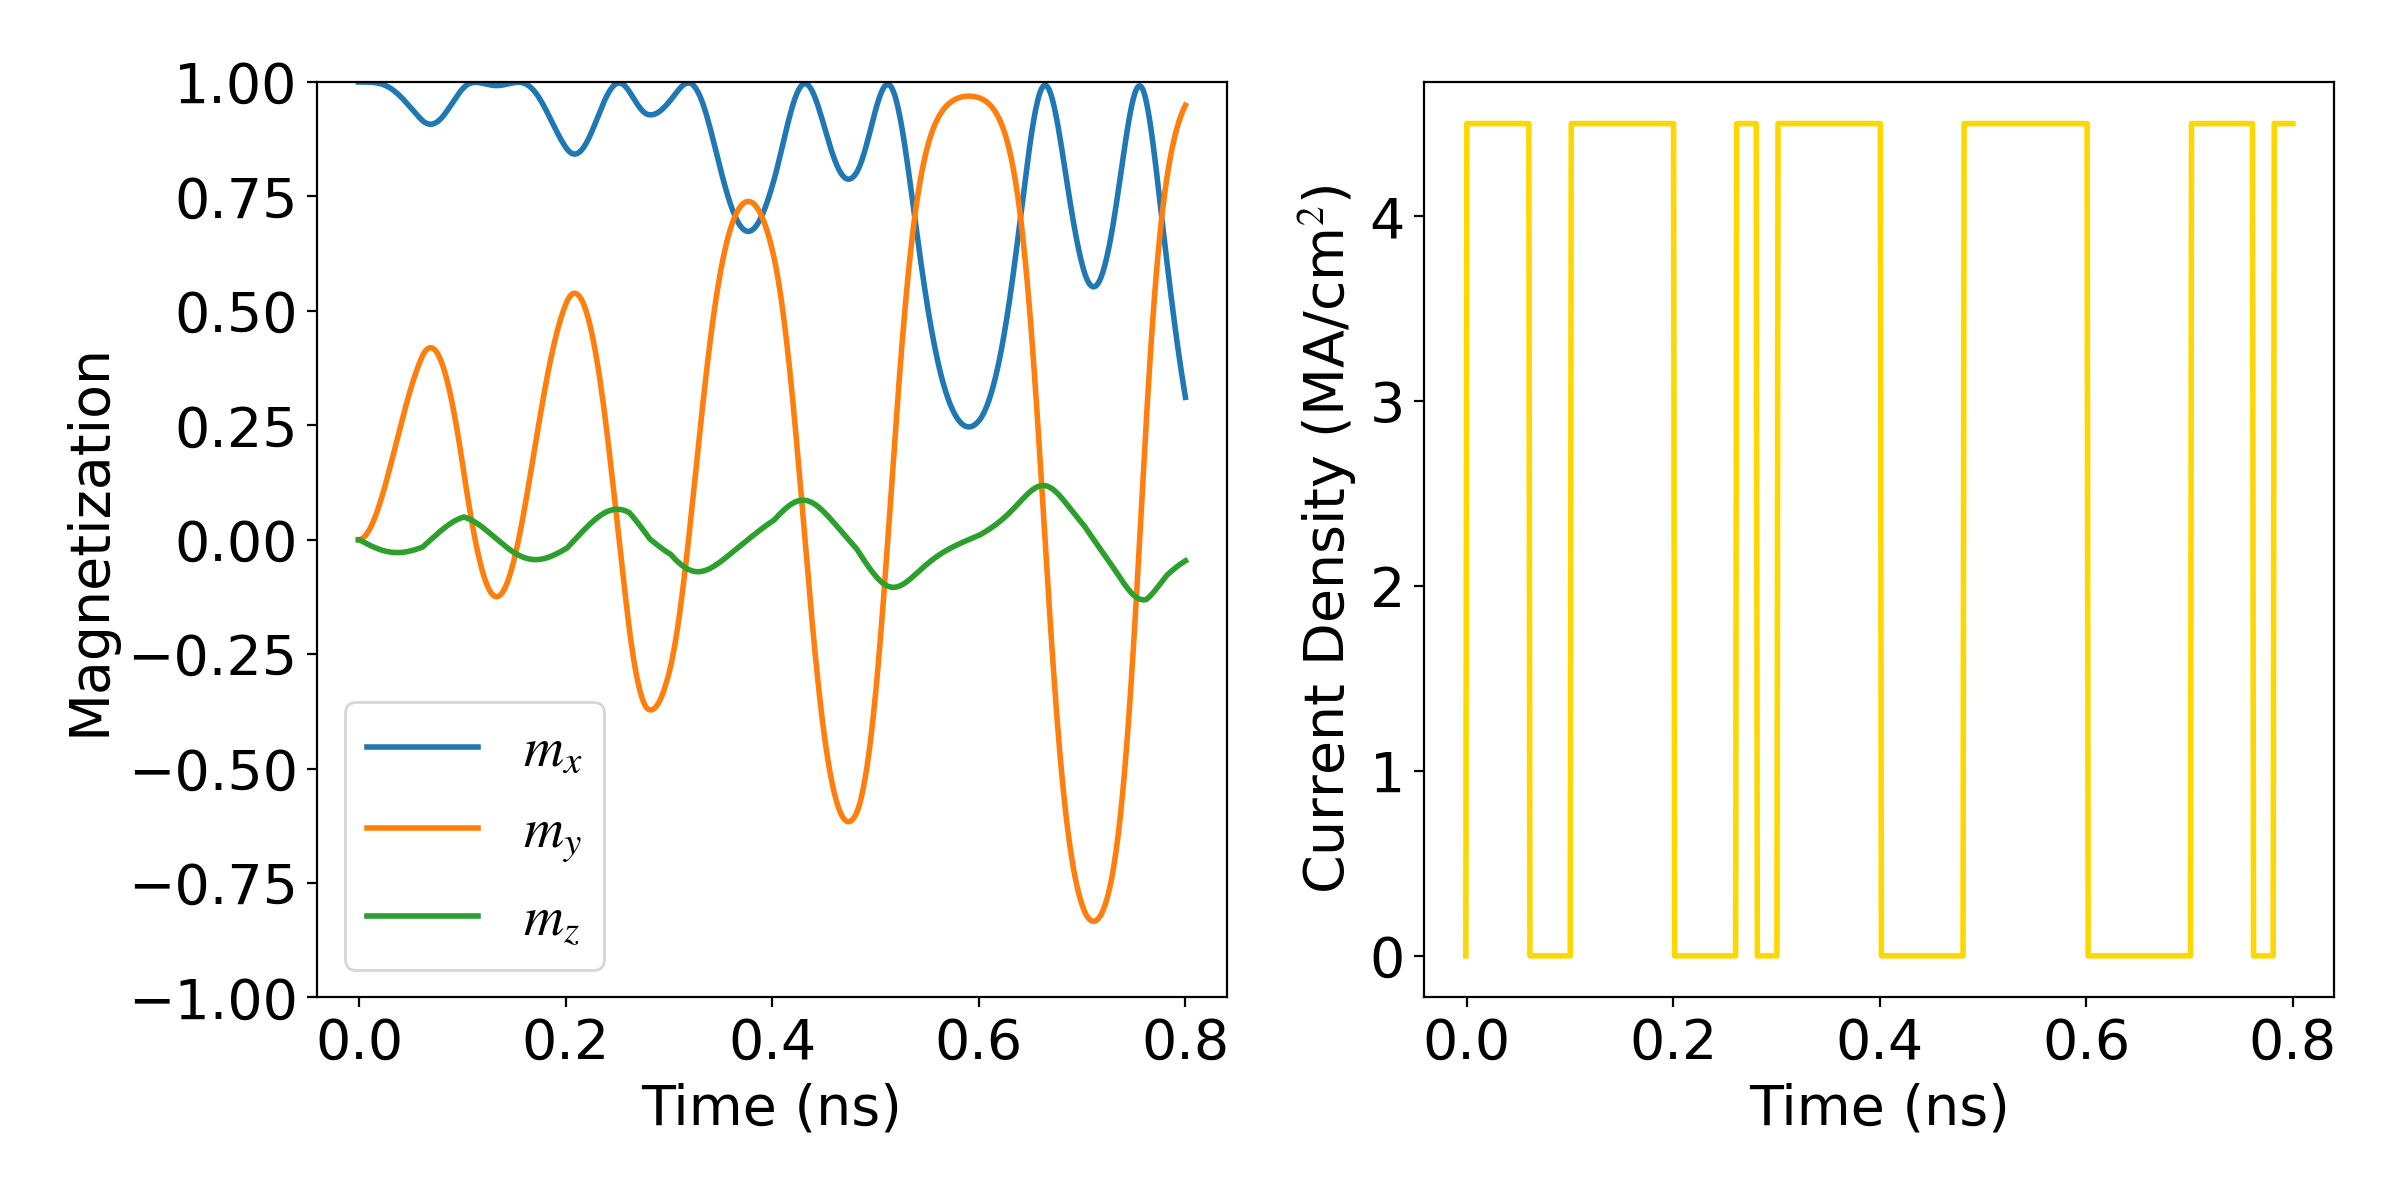 Magnetization
1.00
0.75
0.50
0.25
0.00
−0.25
−0.50
−0.75
−1.00
m_x
m_y
m_z
0.0 0.2 0.4 0.6 0.8
Time (ns)
Current Density (MA/cm²)
4
3
2
1
0
0.0 0.2 0.4 0.6 0.8
Time (ns)